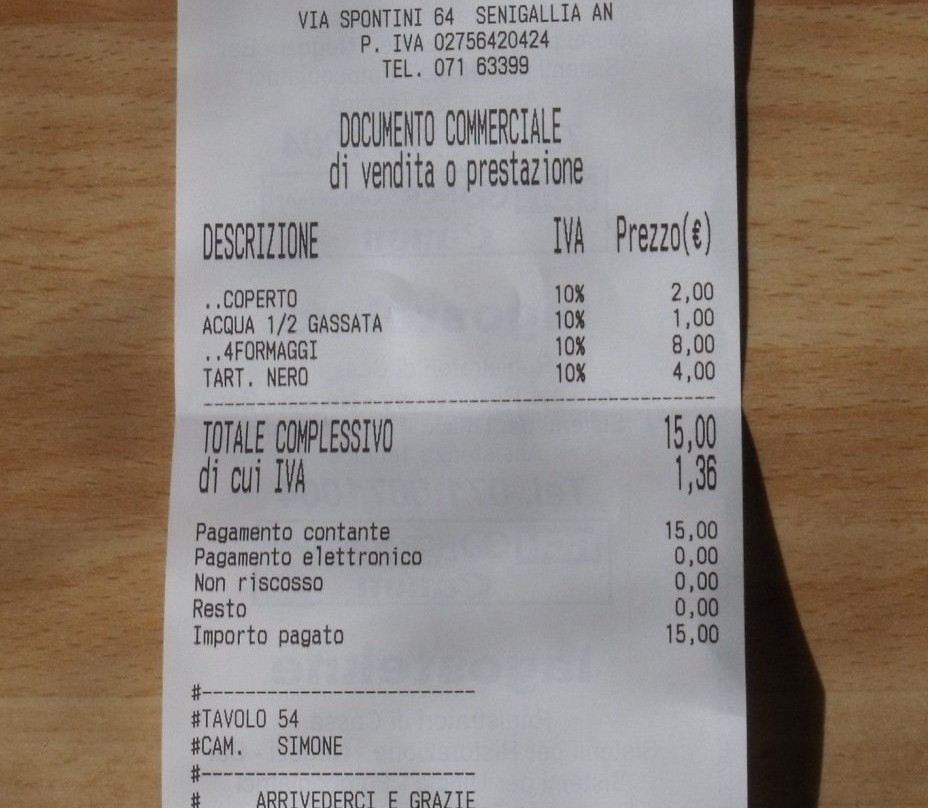 VIA SPONTINI 64 SENIGALLIA AN
P. IVA 02756420424
TEL. 071 63399
DOCUMENTO COMMERCIALE
di vendita o prestazione
DESCRIZIONE IVA Prezzo(€)
..COPERTO 10% 2,00
ACQUA 1/2 GASSATA 10% 1,00
..4FORMAGGI 10% 8,00
TART. NERO 10% 4,00
TOTALE COMPLESSIVO 15,00
di cui IVA 1,36
Pagamento contante 15,00
Pagamento elettronico 0,00
Non riscosso 0,00
Resto 0,00
Importo pagato 15,00
#--------------------------
#TAVOLO 54
#CAM. SIMONE
#--------------------------
# ARRIVEDERCI E GRAZIE